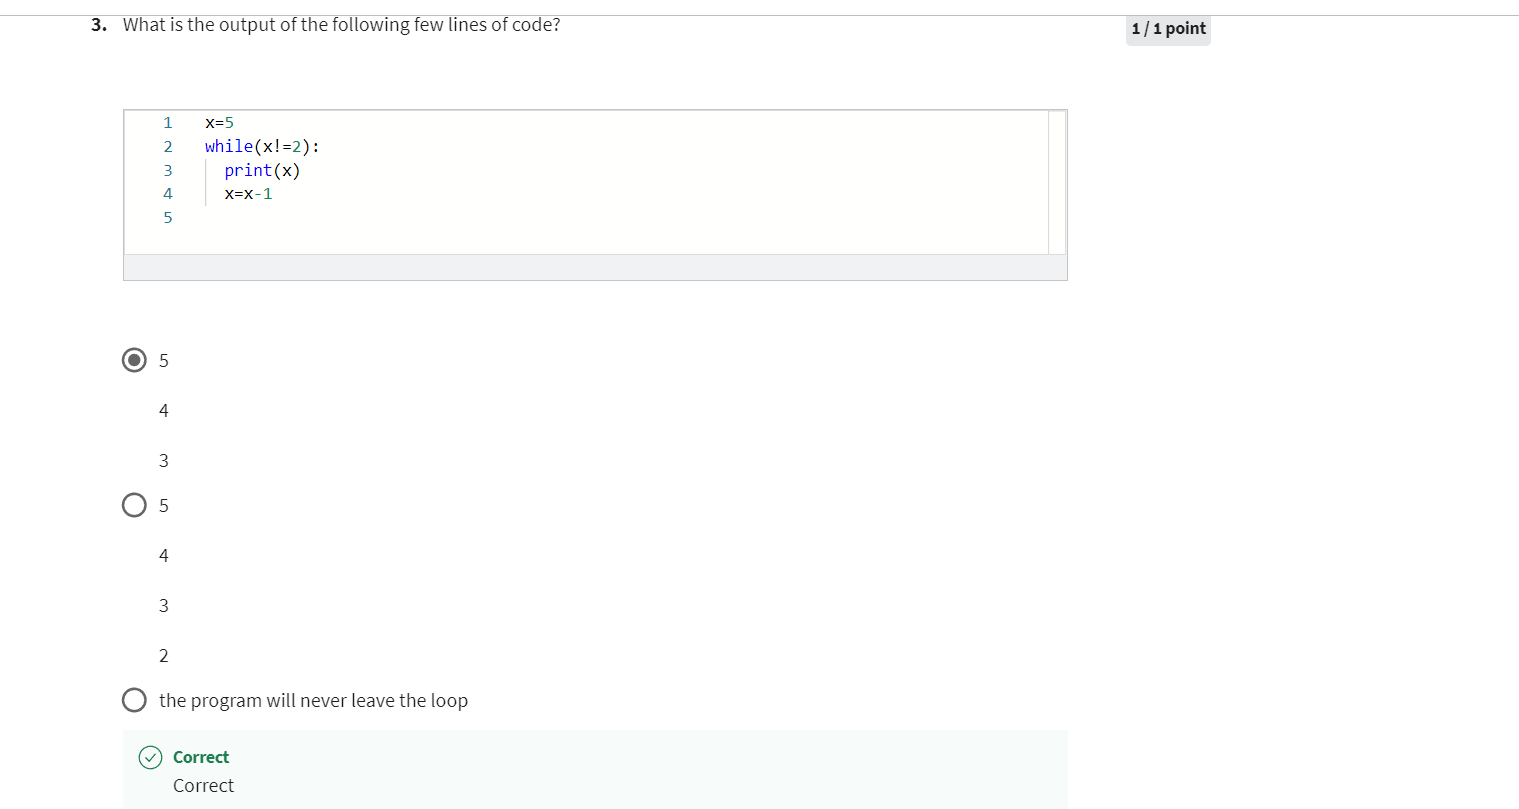 3. What is the output of the following few lines of code?
1 / 1 point
1 x=5
2 while(x!=2):
3   print(x)
4   x=x-1
5
5
4
3
5
4
3
2
the program will never leave the loop
Correct
Correct